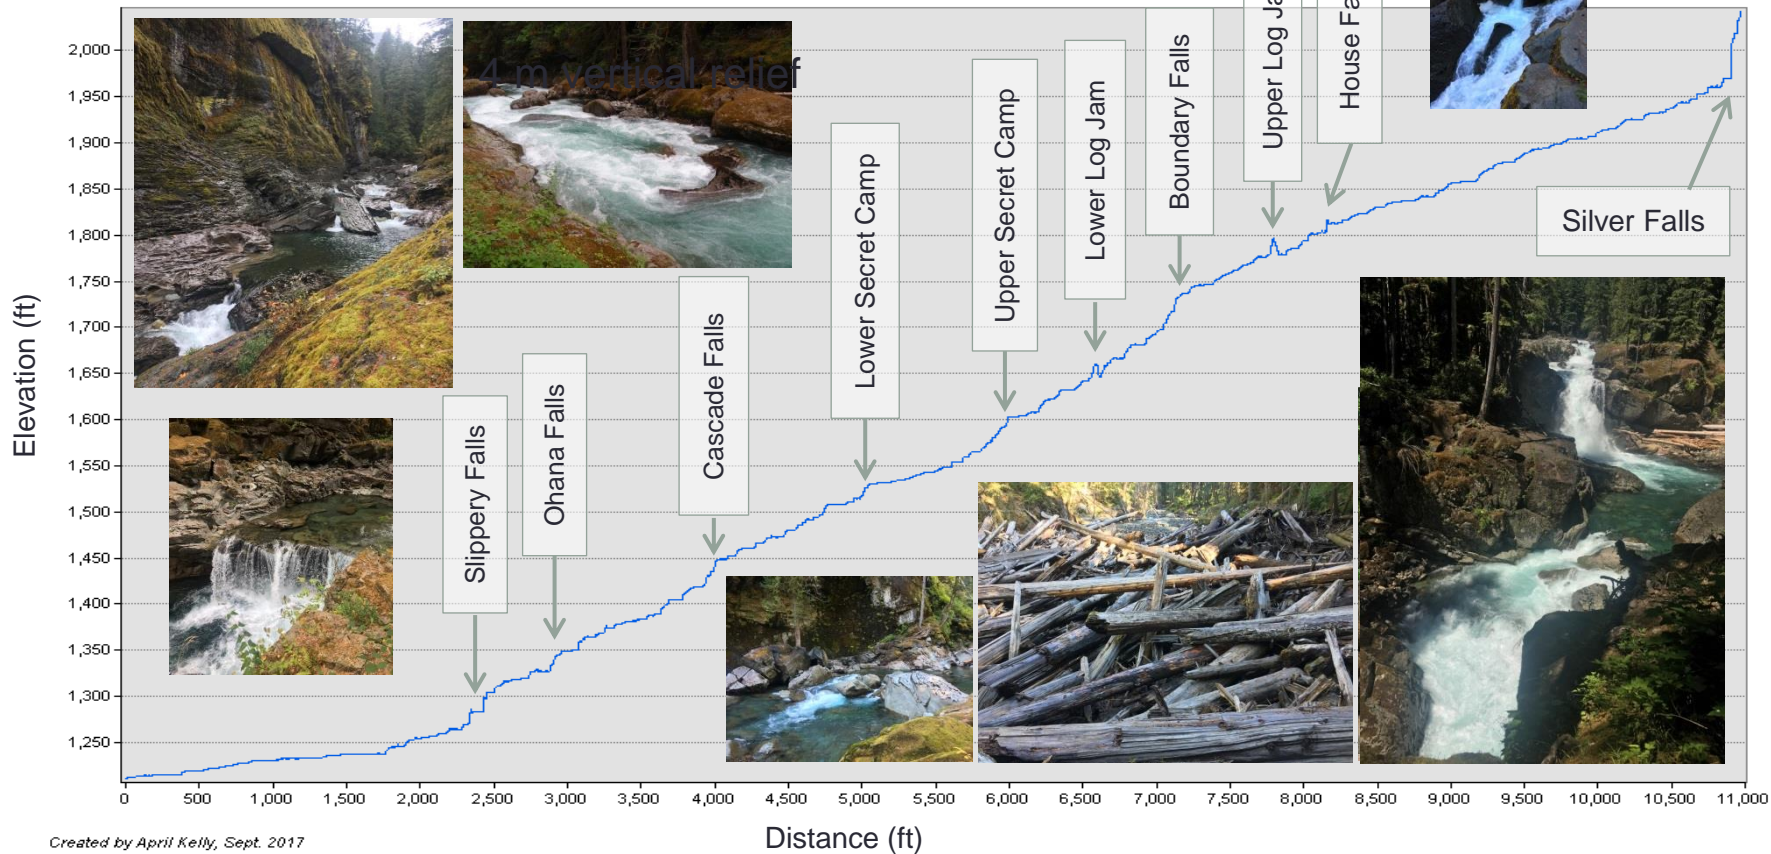 4 m vertical relief
Elevation (ft)
2,000
1,950
1,900
1,850
1,800
1,750
1,700
1,650
1,600
1,550
1,500
1,450
1,400
1,350
1,300
1,250
Slippery Falls
Ohana Falls
Cascade Falls
Lower Secret Camp
Upper Secret Camp
Lower Log Jam
Boundary Falls
Upper Log Ja
House Fa
Silver Falls
0 500 1,000 1,500 2,000 2,500 3,000 3,500 4,000 4,500 5,000 5,500 6,000 6,500 7,000 7,500 8,000 8,500 9,000 9,500 10,000 10,500 11,000
Distance (ft)
Created by April Kelly, Sept. 2017